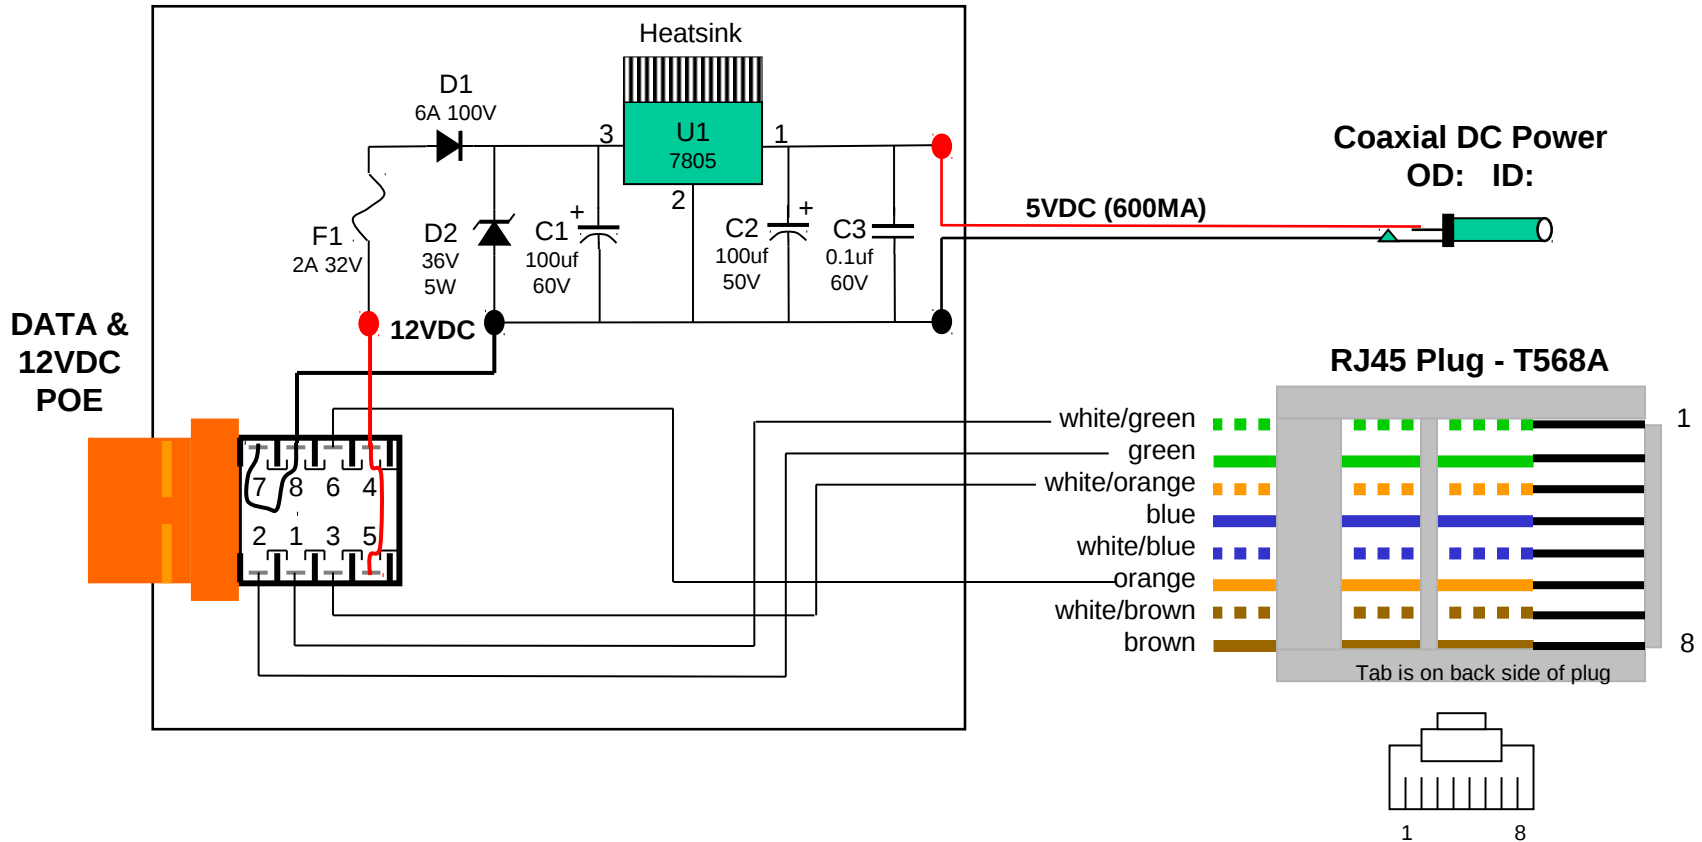 Heatsink
D1
6A 100V
3
U1
7805
1
2
F1
2A 32V
D2
36V
5W
C1
+
100uf
60V
C2
+
100uf
50V
C3
0.1uf
60V
12VDC
DATA &
12VDC
POE
7 8 6 4
2 1 3 5
Coaxial DC Power
OD: ID:
5VDC (600MA)
RJ45 Plug - T568A
white/green
green
white/orange
blue
white/blue
orange
white/brown
brown
1
8
Tab is on back side of plug
1 8